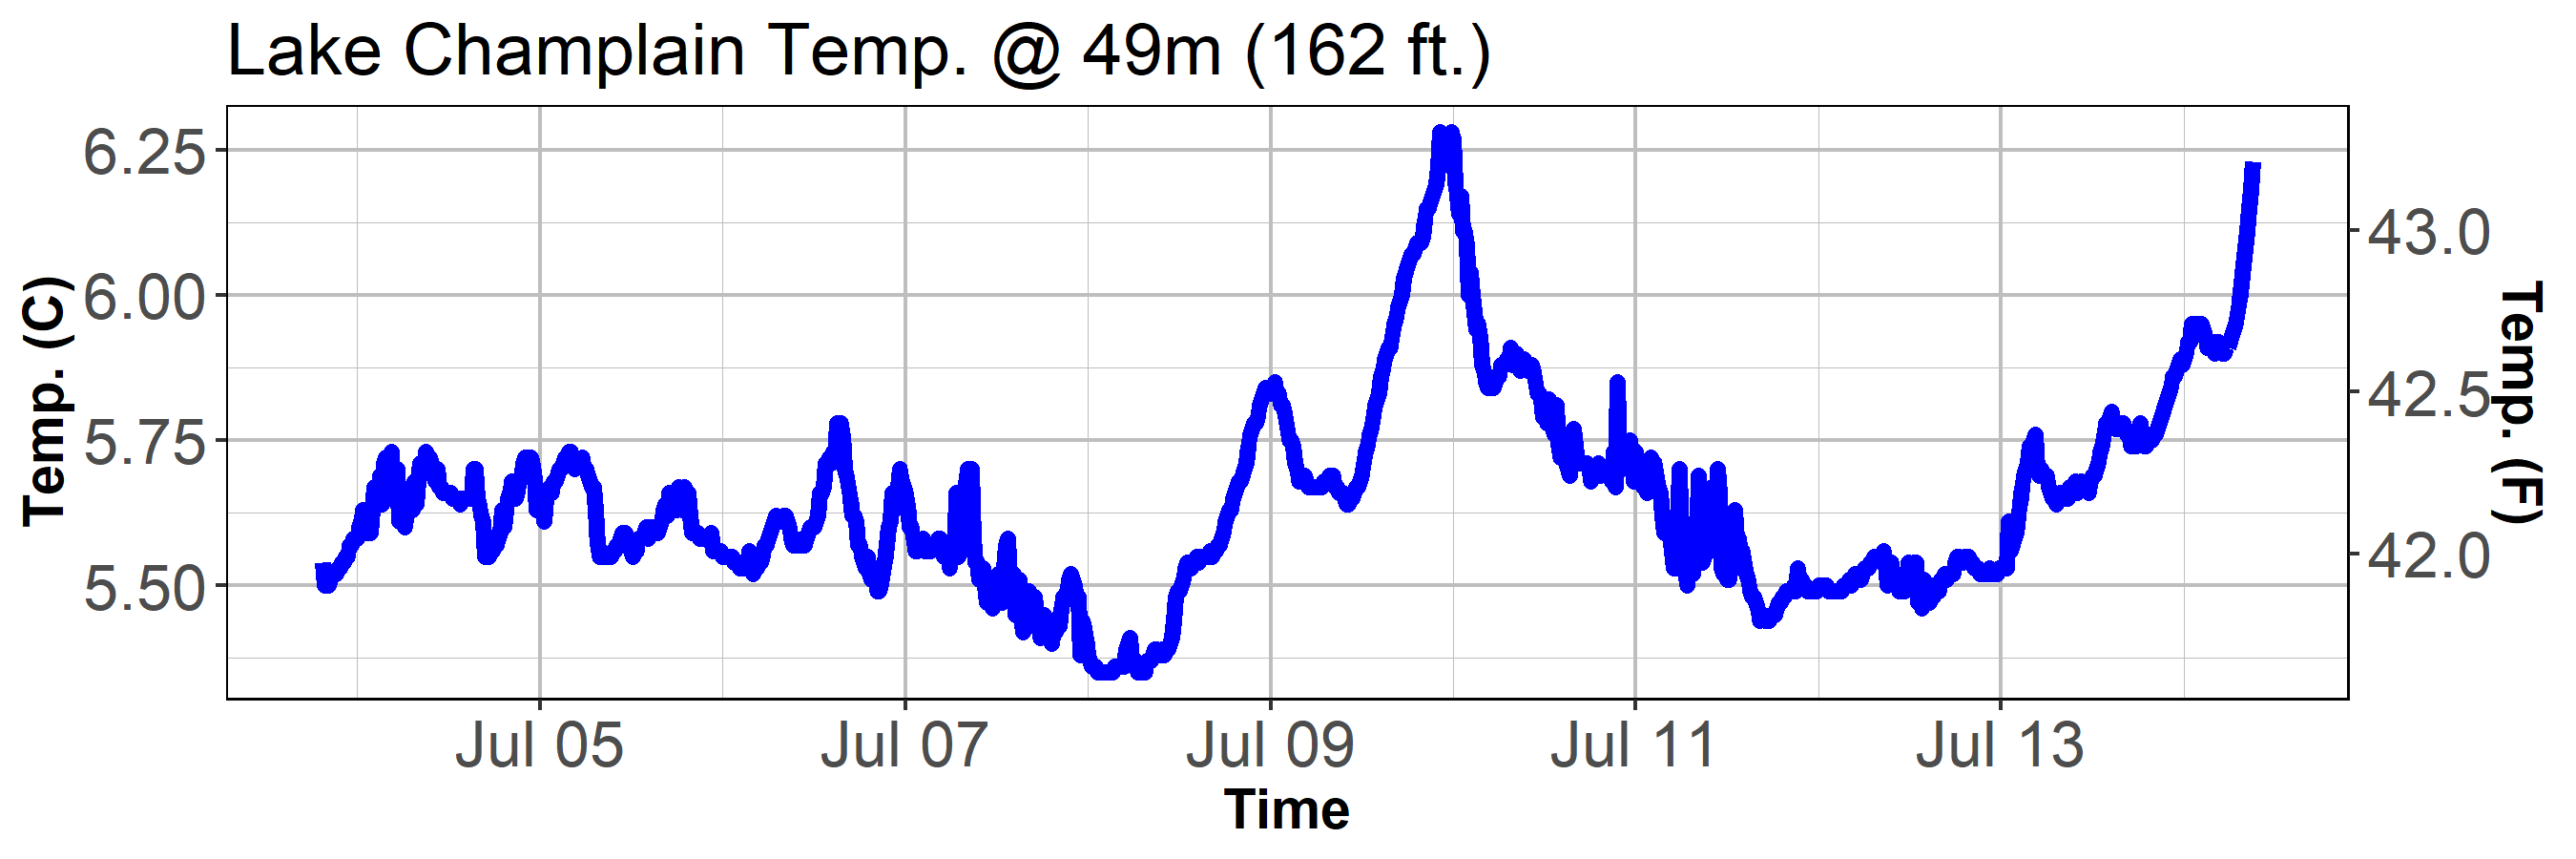 Lake Champlain Temp. @ 49m (162 ft.)
Temp. (C)
6.25
6.00
5.75
5.50
43.0
42.5
42.0
Temp. (F)
Jul 05 Jul 07 Jul 09 Jul 11 Jul 13
Time